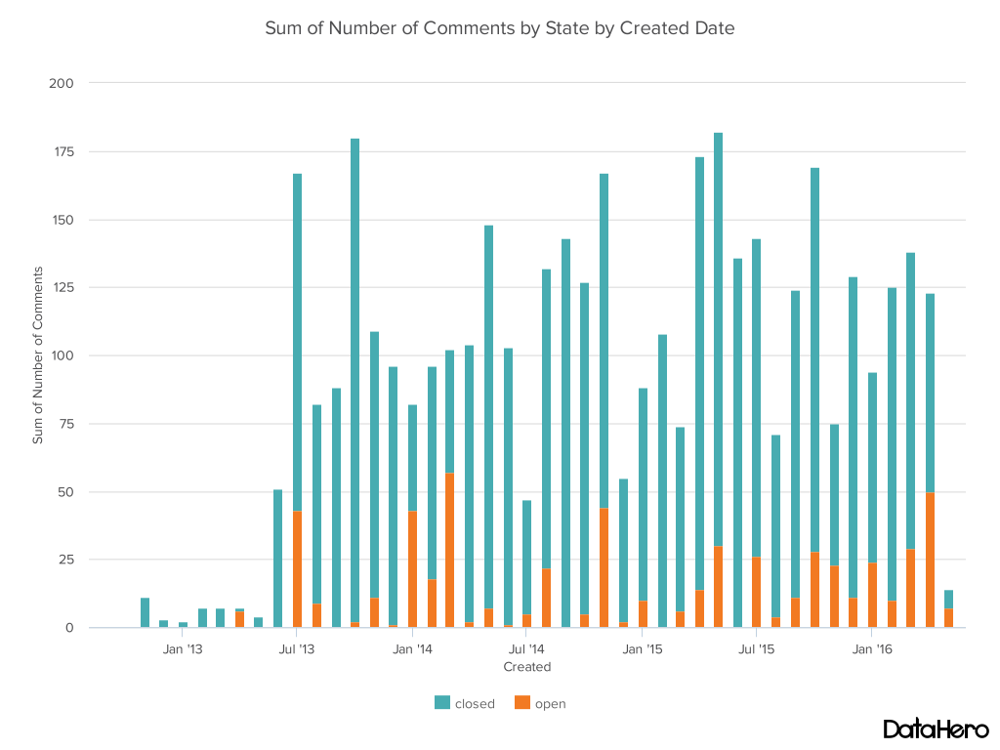 Sum of Number of Comments by State by Created Date
200
175
150
125
100
75
50
25
0
Sum of Number of Comments
Jan '13 Jul '13 Jan '14 Jul '14 Jan '15 Jul '15 Jan '16
Created
closed open
DataHero